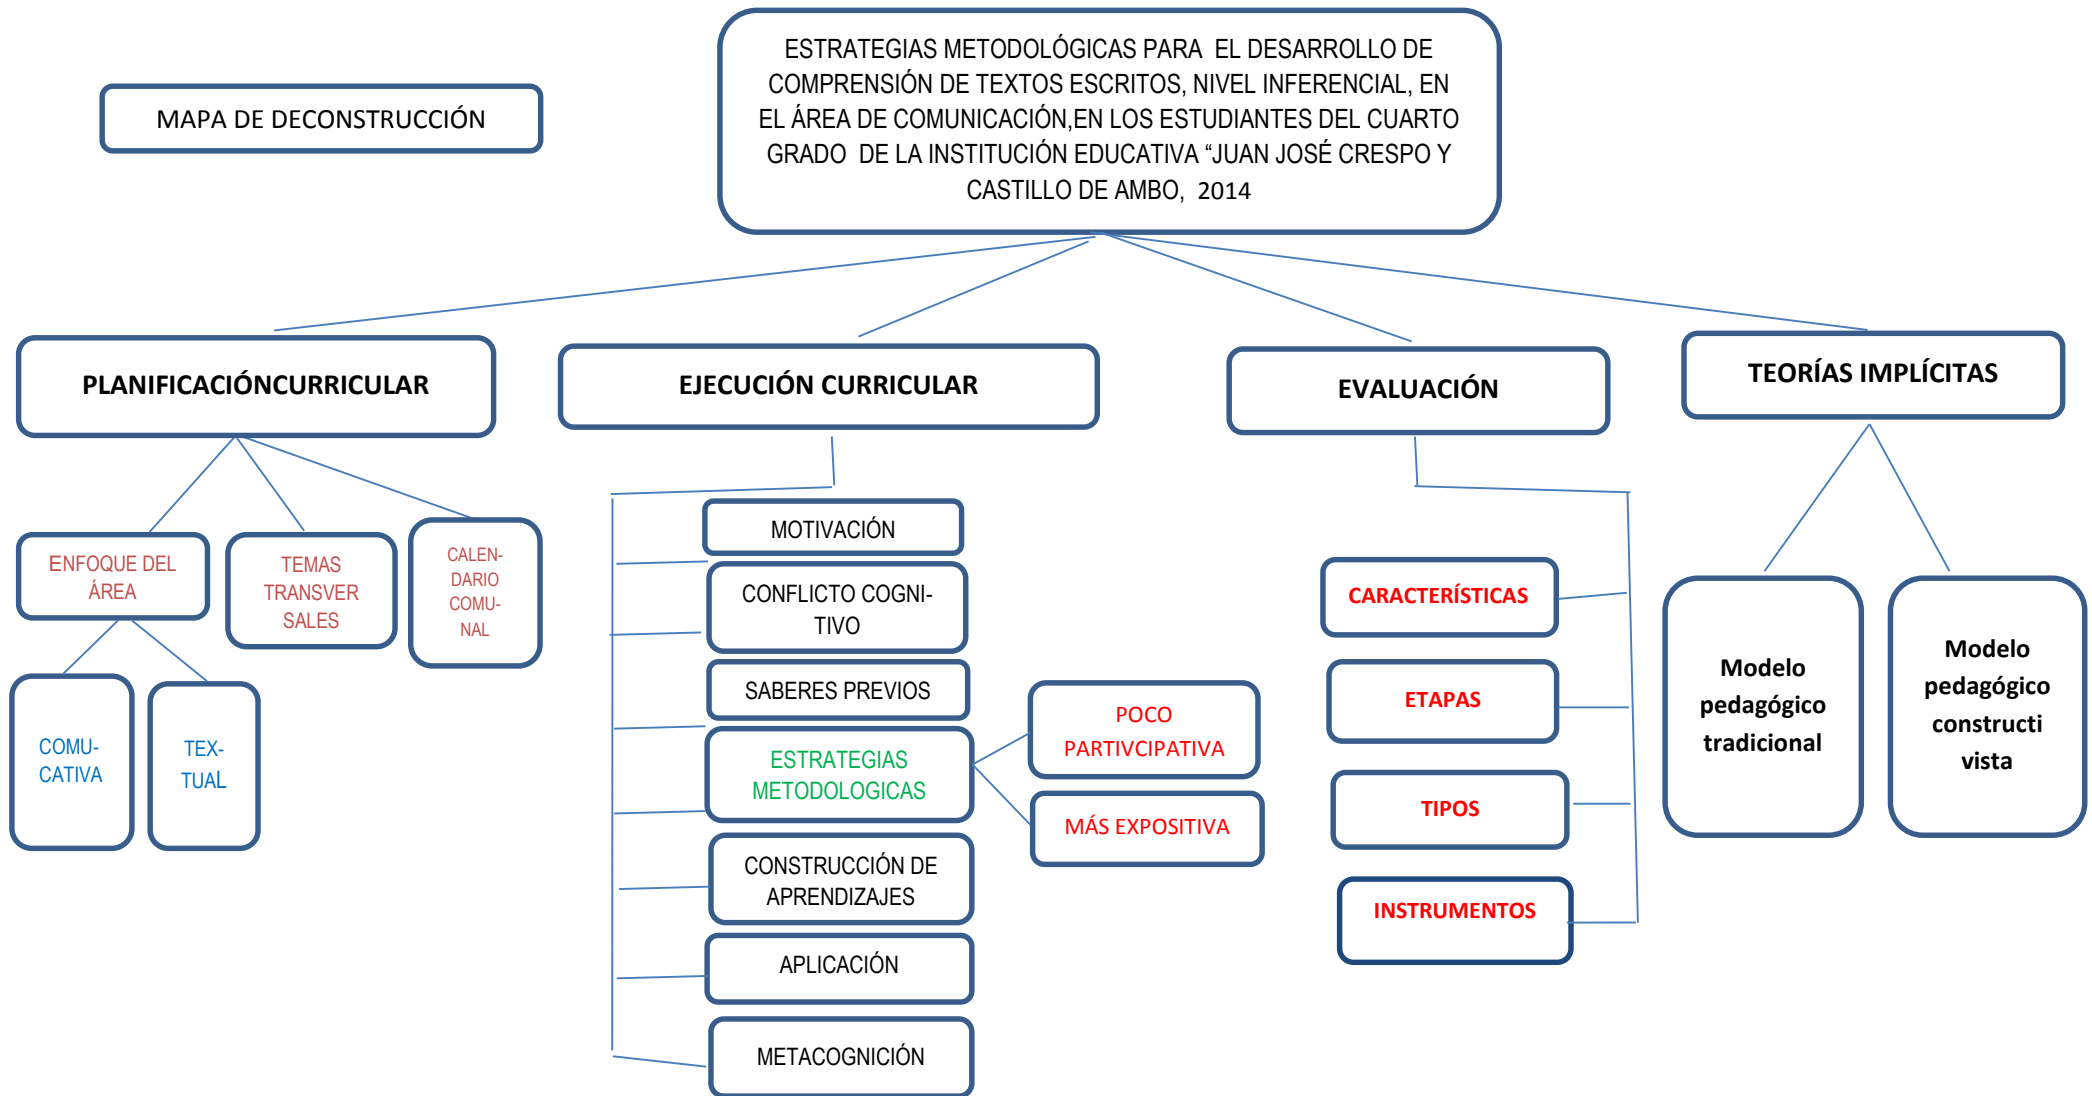 MAPA DE DECONSTRUCCIÓN
ESTRATEGIAS METODOLÓGICAS PARA EL DESARROLLO DE
COMPRENSIÓN DE TEXTOS ESCRITOS, NIVEL INFERENCIAL, EN
EL ÁREA DE COMUNICACIÓN,EN LOS ESTUDIANTES DEL CUARTO
GRADO DE LA INSTITUCIÓN EDUCATIVA “JUAN JOSÉ CRESPO Y
CASTILLO DE AMBO, 2014
PLANIFICACIÓNCURRICULAR
EJECUCIÓN CURRICULAR
EVALUACIÓN
TEORÍAS IMPLÍCITAS
ENFOQUE DEL
ÁREA
TEMAS
TRANSVER
SALES
CALEN-
DARIO
COMU-
NAL
COMU-
CATIVA
TEX-
TUAL
MOTIVACIÓN
CONFLICTO COGNI-
TIVO
SABERES PREVIOS
ESTRATEGIAS
METODOLOGICAS
POCO
PARTIVCIPATIVA
MÁS EXPOSITIVA
CONSTRUCCIÓN DE
APRENDIZAJES
APLICACIÓN
METACOGNICIÓN
CARACTERÍSTICAS
ETAPAS
TIPOS
INSTRUMENTOS
Modelo
pedagógico
tradicional
Modelo
pedagógico
constructi
vista